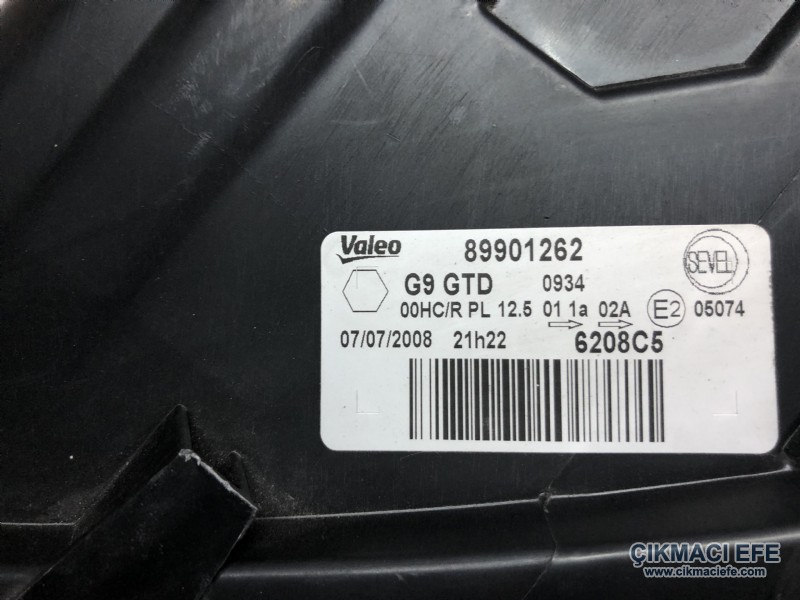 Valeo 89901262 SEVEL
G9 GTD 0934
00HC/R PL 12.5 01 1a 02A E2 05074
07/07/2008 21h22 6208C5
ÇIKMACI EFE
www.cikmaciefe.com